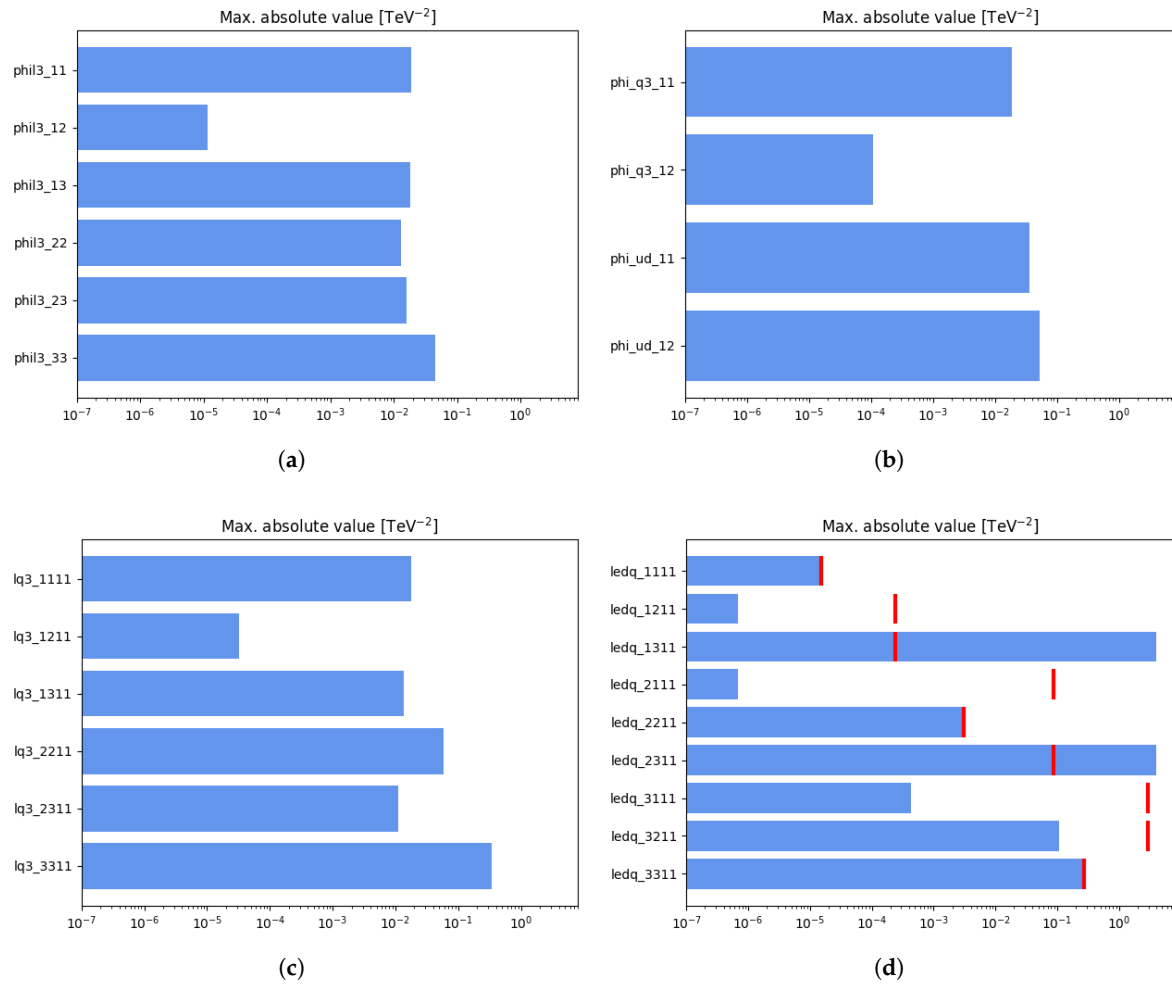 Max. absolute value [TeV⁻²]
phil3_11
phil3_12
phil3_13
phil3_22
phil3_23
phil3_33
10⁻⁷ 10⁻⁶ 10⁻⁵ 10⁻⁴ 10⁻³ 10⁻² 10⁻¹ 10⁰
(a)
Max. absolute value [TeV⁻²]
phi_q3_11
phi_q3_12
phi_ud_11
phi_ud_12
10⁻⁷ 10⁻⁶ 10⁻⁵ 10⁻⁴ 10⁻³ 10⁻² 10⁻¹ 10⁰
(b)
Max. absolute value [TeV⁻²]
lq3_1111
lq3_1211
lq3_1311
lq3_2211
lq3_2311
lq3_3311
10⁻⁷ 10⁻⁶ 10⁻⁵ 10⁻⁴ 10⁻³ 10⁻² 10⁻¹ 10⁰
(c)
Max. absolute value [TeV⁻²]
ledq_1111
ledq_1211
ledq_1311
ledq_2111
ledq_2211
ledq_2311
ledq_3111
ledq_3211
ledq_3311
10⁻⁷ 10⁻⁶ 10⁻⁵ 10⁻⁴ 10⁻³ 10⁻² 10⁻¹ 10⁰
(d)